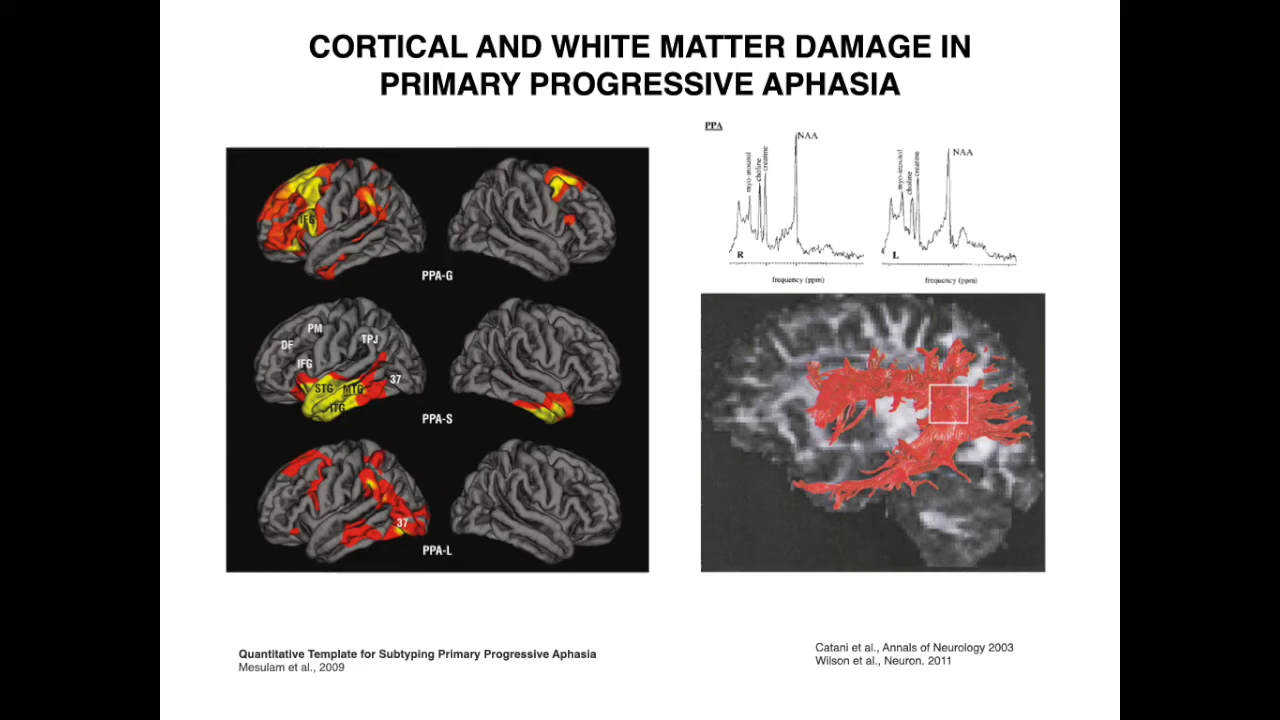 CORTICAL AND WHITE MATTER DAMAGE IN
PRIMARY PROGRESSIVE APHASIA
IFG
PPA-G
PM
DF
TPJ
IFG
37
STG MTG
ITG
PPA-S
37
PPA-L
PPA
myo-inositol
choline
creatine
NAA
R
frequency (ppm)
myo-inositol
choline
creatine
NAA
L
frequency (ppm)
Quantitative Template for Subtyping Primary Progressive Aphasia
Mesulam et al., 2009
Catani et al., Annals of Neurology 2003
Wilson et al., Neuron. 2011